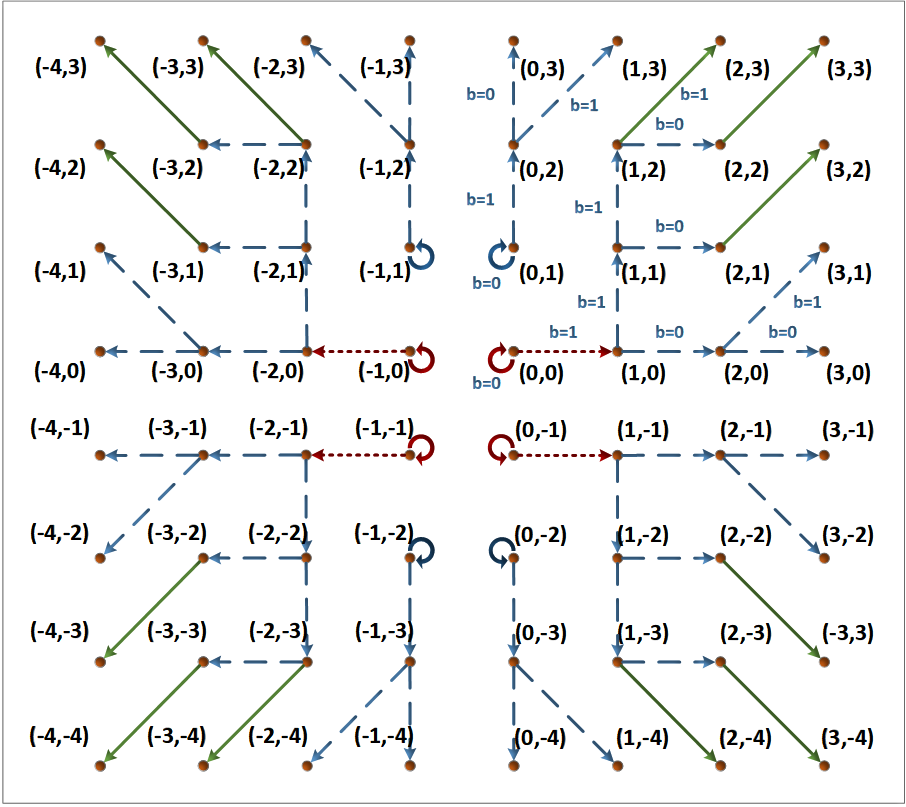 (-4,3) (-3,3) (-2,3) (-1,3) (0,3) (1,3) (2,3) (3,3)
b=0 b=1 b=1
b=0
(-4,2) (-3,2) (-2,2) (-1,2) (0,2) (1,2) (2,2) (3,2)
b=1 b=1
b=0
(-4,1) (-3,1) (-2,1) (-1,1) (0,1) (1,1) (2,1) (3,1)
b=0
b=1 b=1
b=1 b=0 b=0
(-4,0) (-3,0) (-2,0) (-1,0) (0,0) (1,0) (2,0) (3,0)
b=0
(-4,-1) (-3,-1) (-2,-1) (-1,-1) (0,-1) (1,-1) (2,-1) (3,-1)
(-4,-2) (-3,-2) (-2,-2) (-1,-2) (0,-2) (1,-2) (2,-2) (3,-2)
(-4,-3) (-3,-3) (-2,-3) (-1,-3) (0,-3) (1,-3) (2,-3) (-3,3)
(-4,-4) (-3,-4) (-2,-4) (-1,-4) (0,-4) (1,-4) (2,-4) (3,-4)